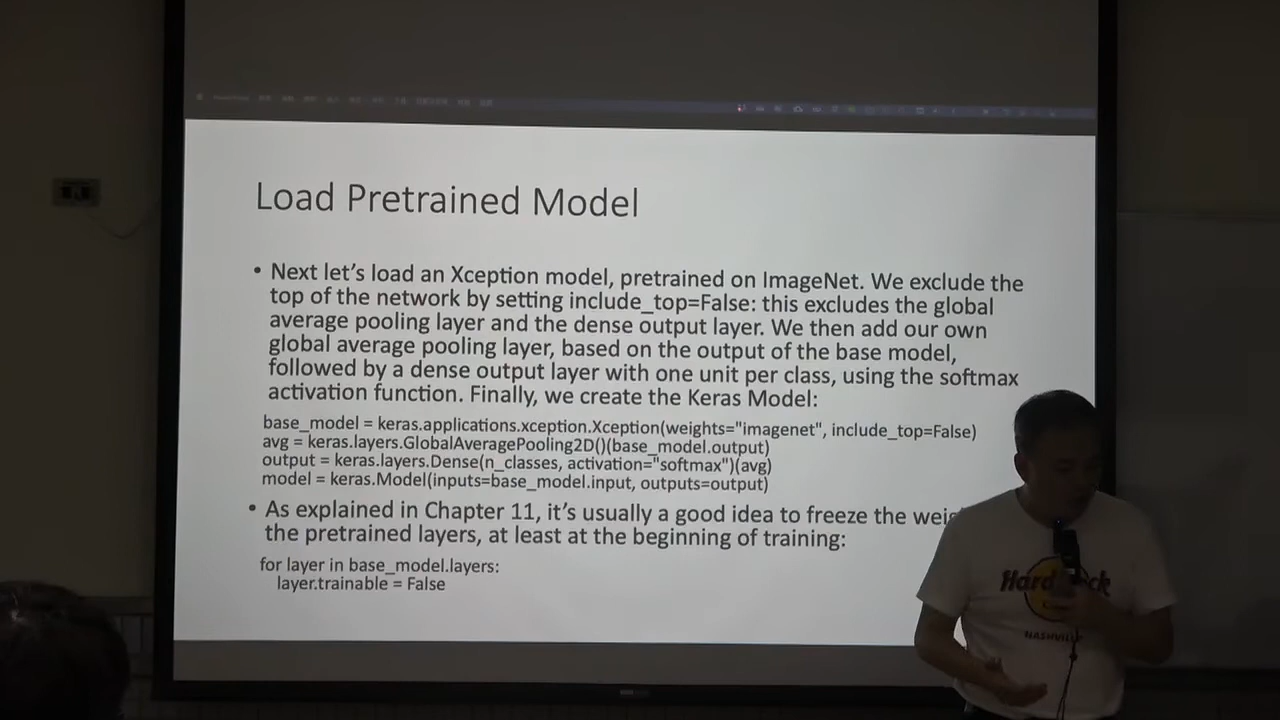 Load Pretrained Model
• Next let's load an Xception model, pretrained on ImageNet. We exclude the
top of the network by setting include_top=False: this excludes the global
average pooling layer and the dense output layer. We then add our own
global average pooling layer, based on the output of the base model,
followed by a dense output layer with one unit per class, using the softmax
activation function. Finally, we create the Keras Model:
base_model = keras.applications.xception.Xception(weights="imagenet", include_top=False)
avg = keras.layers.GlobalAveragePooling2D()(base_model.output)
output = keras.layers.Dense(n_classes, activation="softmax")(avg)
model = keras.Model(inputs=base_model.input, outputs=output)
• As explained in Chapter 11, it's usually a good idea to freeze the
the pretrained layers, at least at the beginning of training:
for layer in base_model.layers:
layer.trainable = False
Hard
NASHVILLE